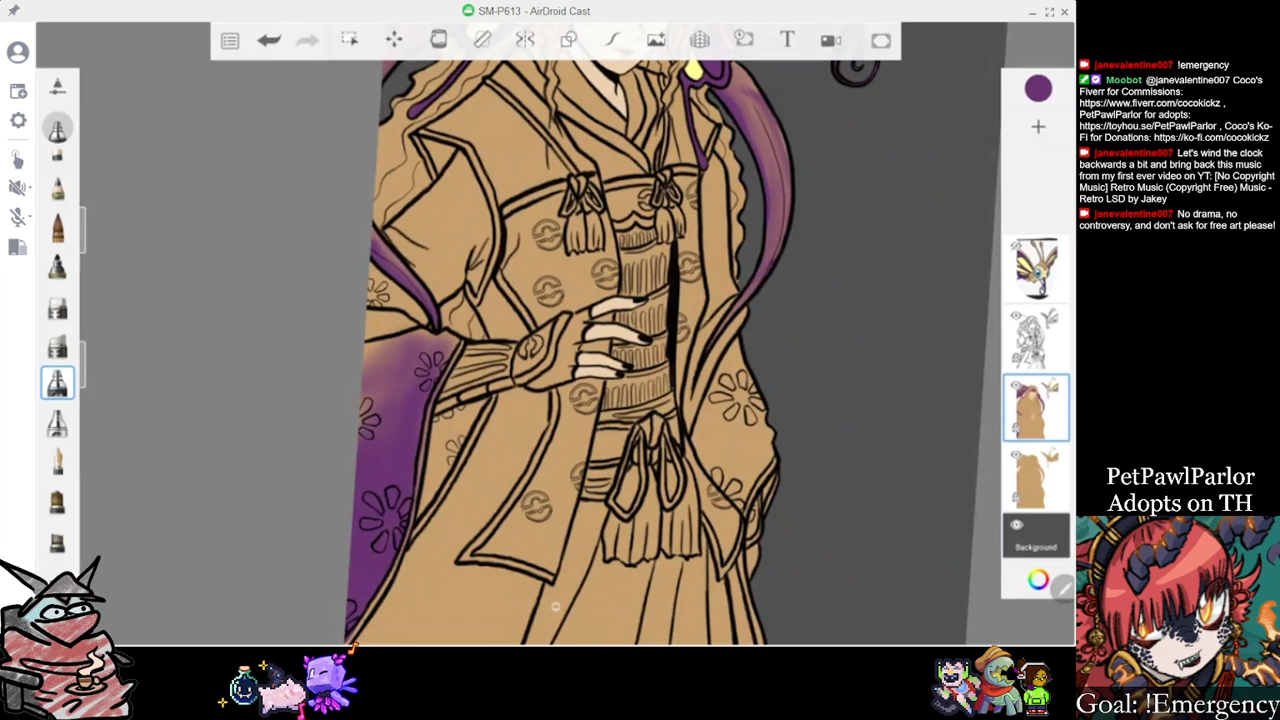 SM-P613 - AirDroid Cast
janevalentine007 !emergency
Moobot @janevalentine007 Coco's
Fiverr for Commissions:
https://www.fiverr.com/cocokickz ,
PetPawlParlor for adopts:
https://toyhou.se/PetPawlParlor , Coco's Ko-
Fi for Donations: https://ko-fi.com/cocokickz
janevalentine007 Let's wind the clock
backwards a bit and bring back this music
from my first ever video on YT: [No Copyright
Music] Retro Music (Copyright Free) Music -
Retro LSD by Jakey
janevalentine007 No drama, no
controversy, and don't ask for free art please!
T
Background
PetPawlParlor
Adopts on TH
Goal: !Emergency